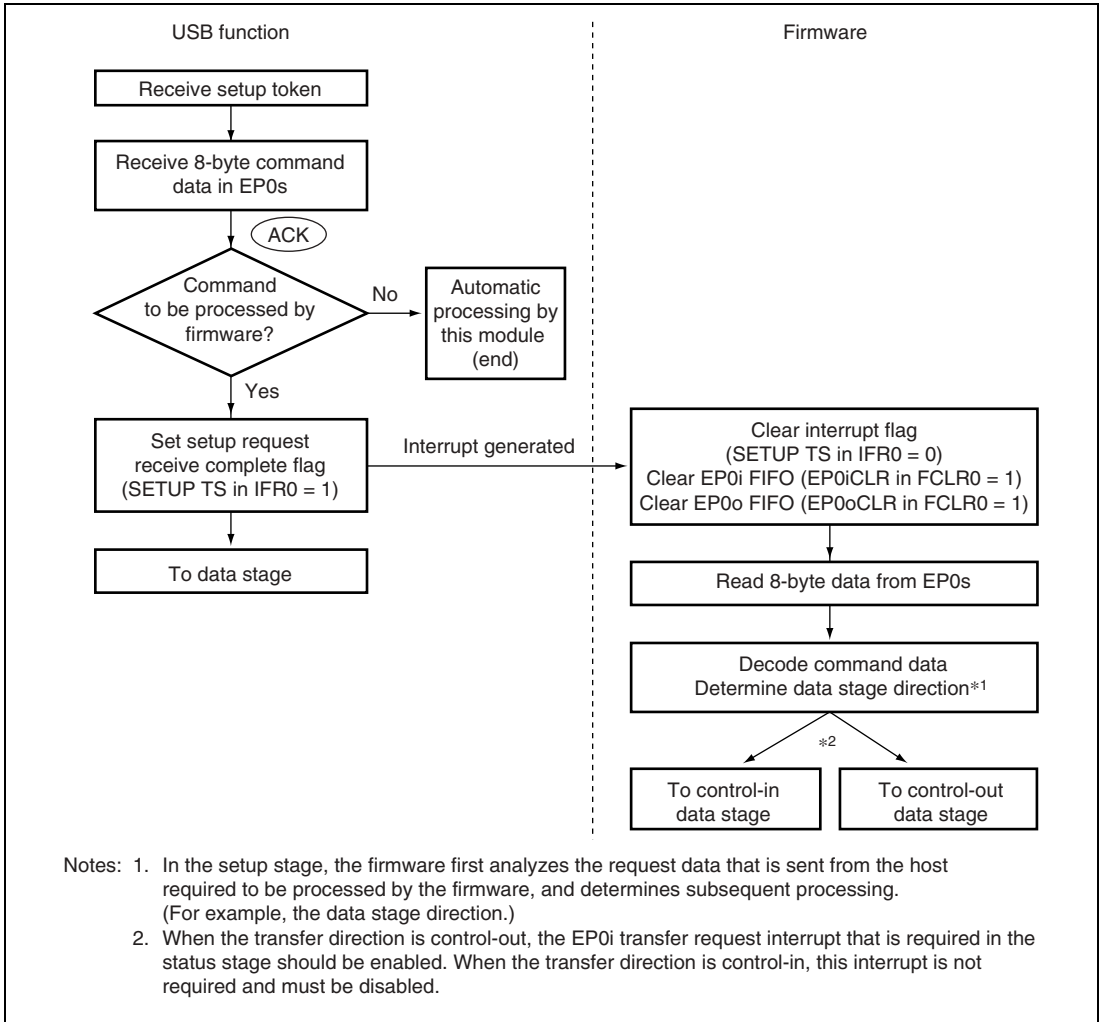 USB function
Firmware
Receive setup token
Receive 8-byte command
data in EP0s
ACK
Command
to be processed by
firmware?
No
Automatic
processing by
this module
(end)
Yes
Set setup request
receive complete flag
(SETUP TS in IFR0 = 1)
Interrupt generated
Clear interrupt flag
(SETUP TS in IFR0 = 0)
Clear EP0i FIFO (EP0iCLR in FCLR0 = 1)
Clear EP0o FIFO (EP0oCLR in FCLR0 = 1)
To data stage
Read 8-byte data from EP0s
Decode command data
Determine data stage direction*1
*2
To control-in
data stage
To control-out
data stage
Notes: 1. In the setup stage, the firmware first analyzes the request data that is sent from the host
required to be processed by the firmware, and determines subsequent processing.
(For example, the data stage direction.)
2. When the transfer direction is control-out, the EP0i transfer request interrupt that is required in the
status stage should be enabled. When the transfer direction is control-in, this interrupt is not
required and must be disabled.